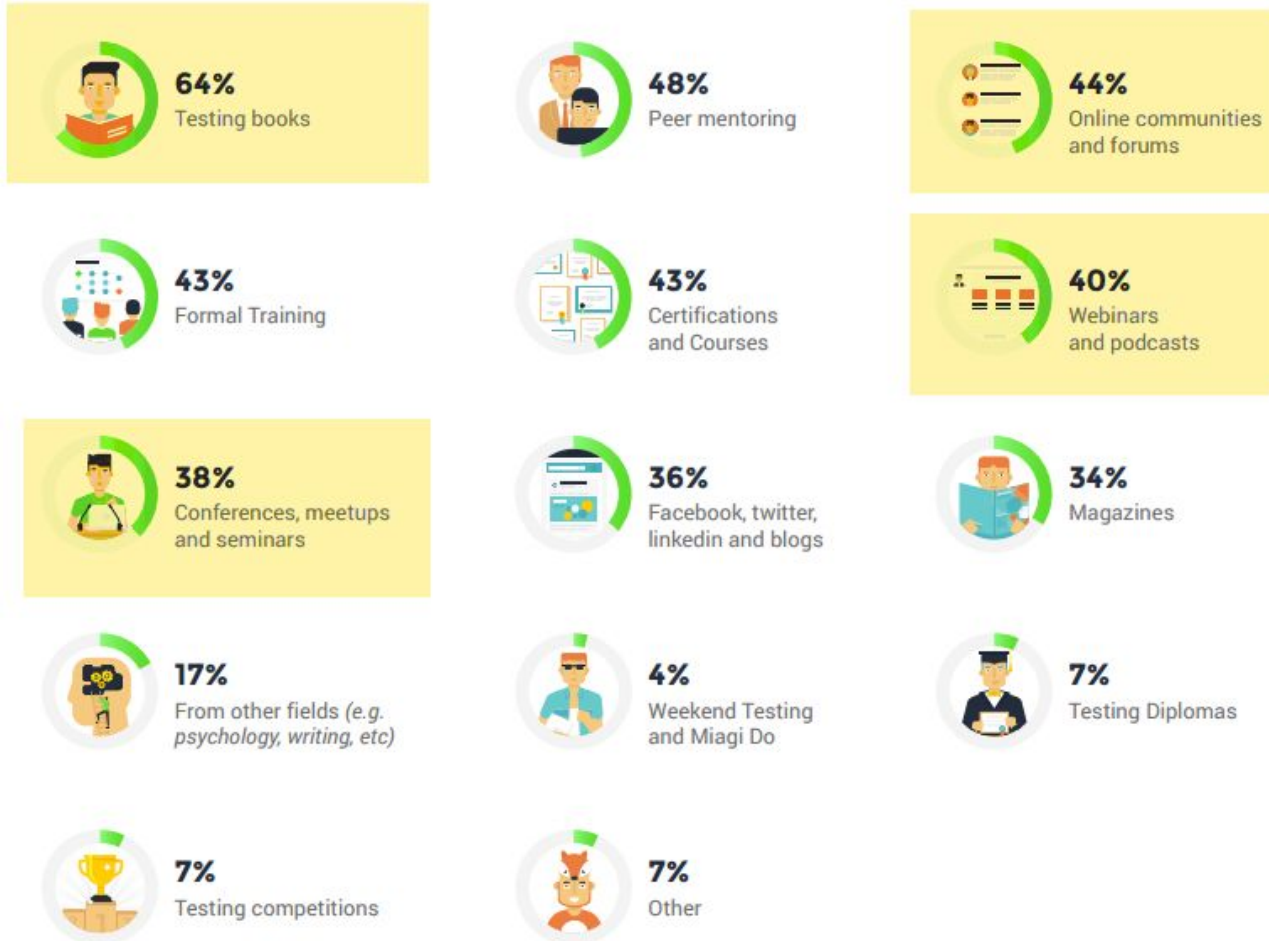 64%
Testing books
48%
Peer mentoring
44%
Online communities
and forums
43%
Formal Training
43%
Certifications
and Courses
40%
Webinars
and podcasts
38%
Conferences, meetups
and seminars
36%
Facebook, twitter,
linkedin and blogs
34%
Magazines
17%
From other fields (e.g.
psychology, writing, etc)
4%
Weekend Testing
and Miagi Do
7%
Testing Diplomas
7%
Testing competitions
7%
Other